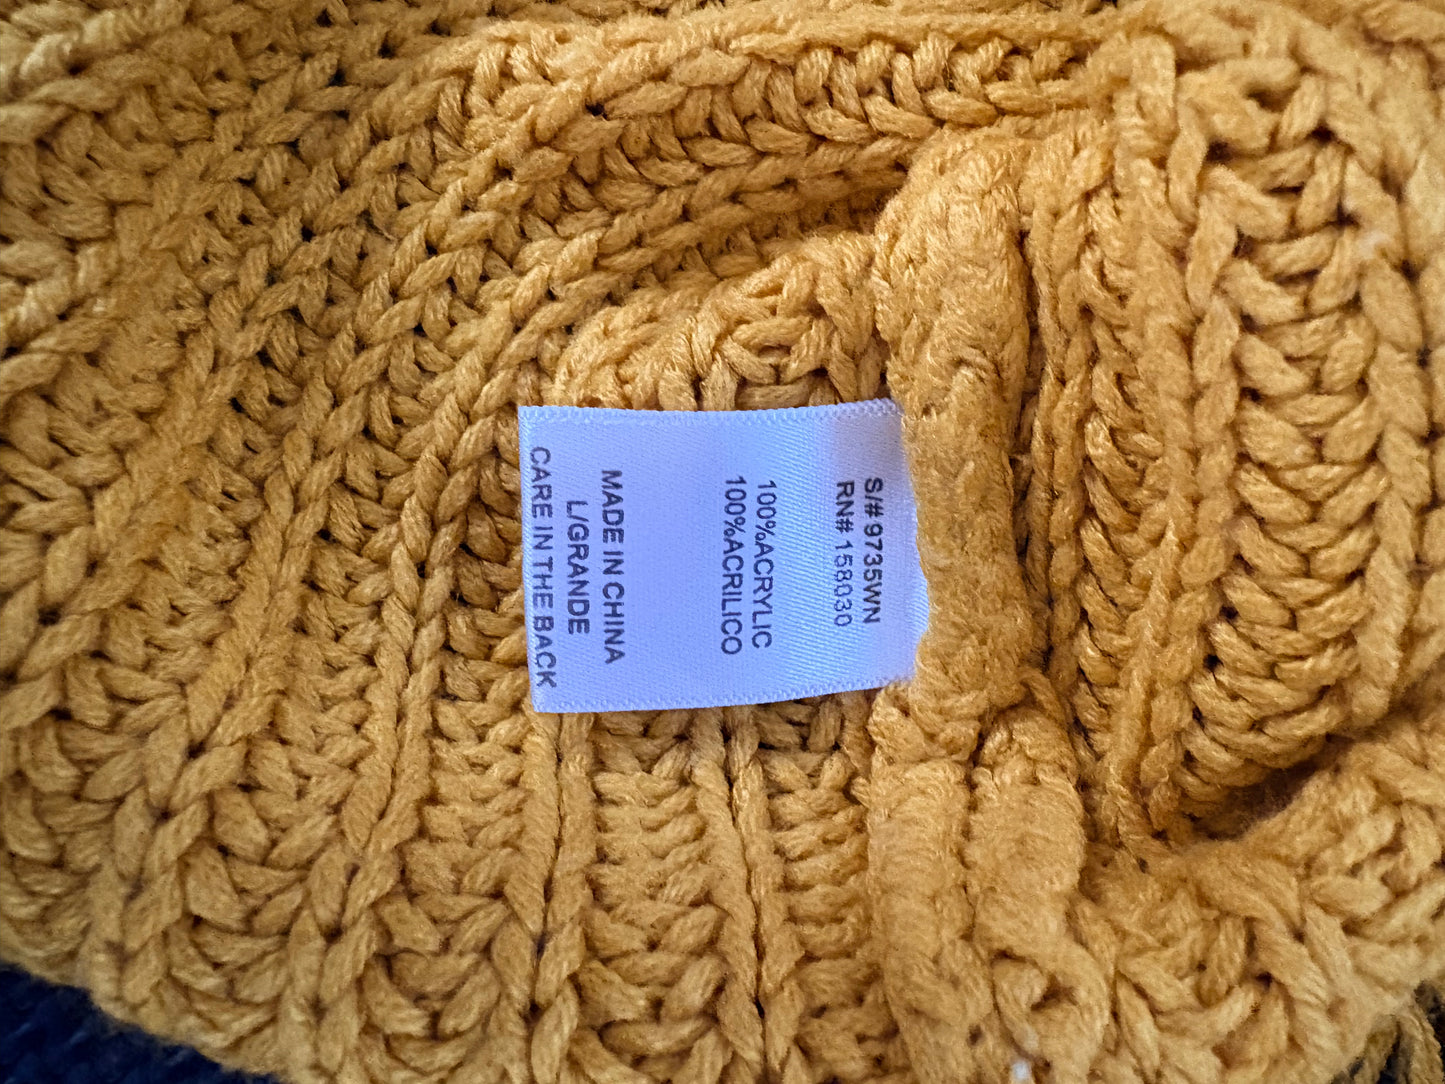 S/# 9735WN
RN# 158030
100%ACRYLIC
100%ACRILICO
MADE IN CHINA
L/GRANDE
CARE IN THE BACK